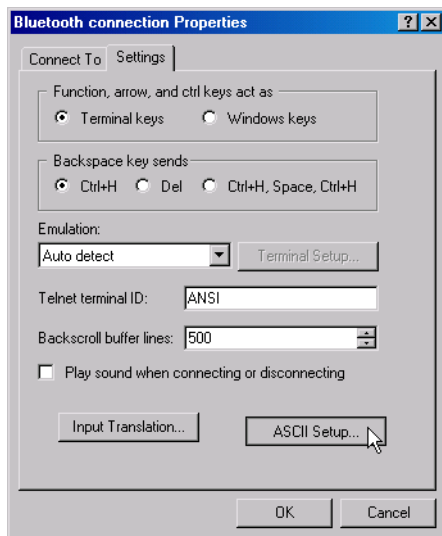 Bluetooth connection Properties
Connect To Settings
Function, arrow, and ctrl keys act as
Terminal keys Windows keys
Backspace key sends
Ctrl+H Del Ctrl+H, Space, Ctrl+H
Emulation:
Auto detect Terminal Setup...
Telnet terminal ID: ANSI
Backscroll buffer lines: 500
Play sound when connecting or disconnecting
Input Translation... ASCII Setup...
OK Cancel